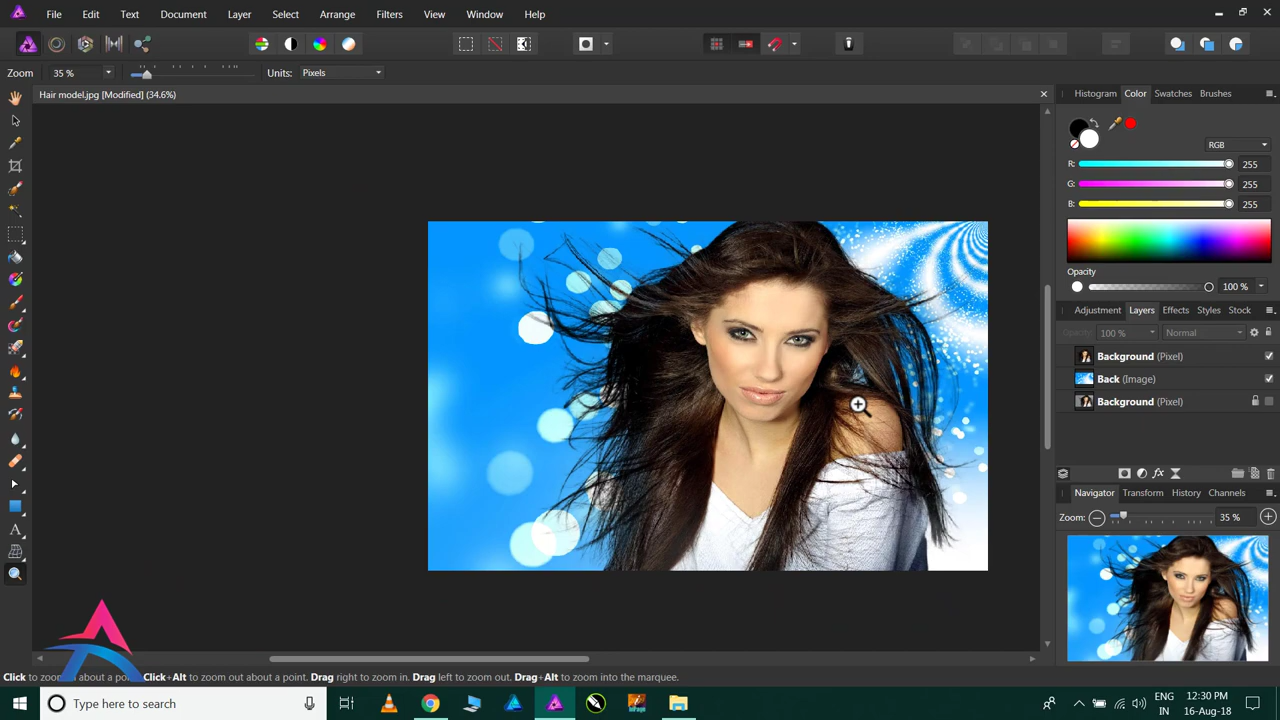 File Edit Text Document Layer Select Arrange Filters View Window Help
Zoom 35 % Units: Pixels
Hair model.jpg [Modified] (34.6%)
Histogram Color Swatches Brushes
RGB
R: 255
G: 255
B: 255
Opacity
100 %
Adjustment Layers Effects Styles Stock
Opacity: 100 % Normal
Background (Pixel)
Back (Image)
Background (Pixel)
Navigator Transform History Channels
Zoom: 35 %
Click to zoom about a point. Click+Alt to zoom out about a point. Drag right to zoom in. Drag left to zoom out. Drag+Alt to zoom into the marquee.
Type here to search
ENG 12:30 PM
IN 16-Aug-18